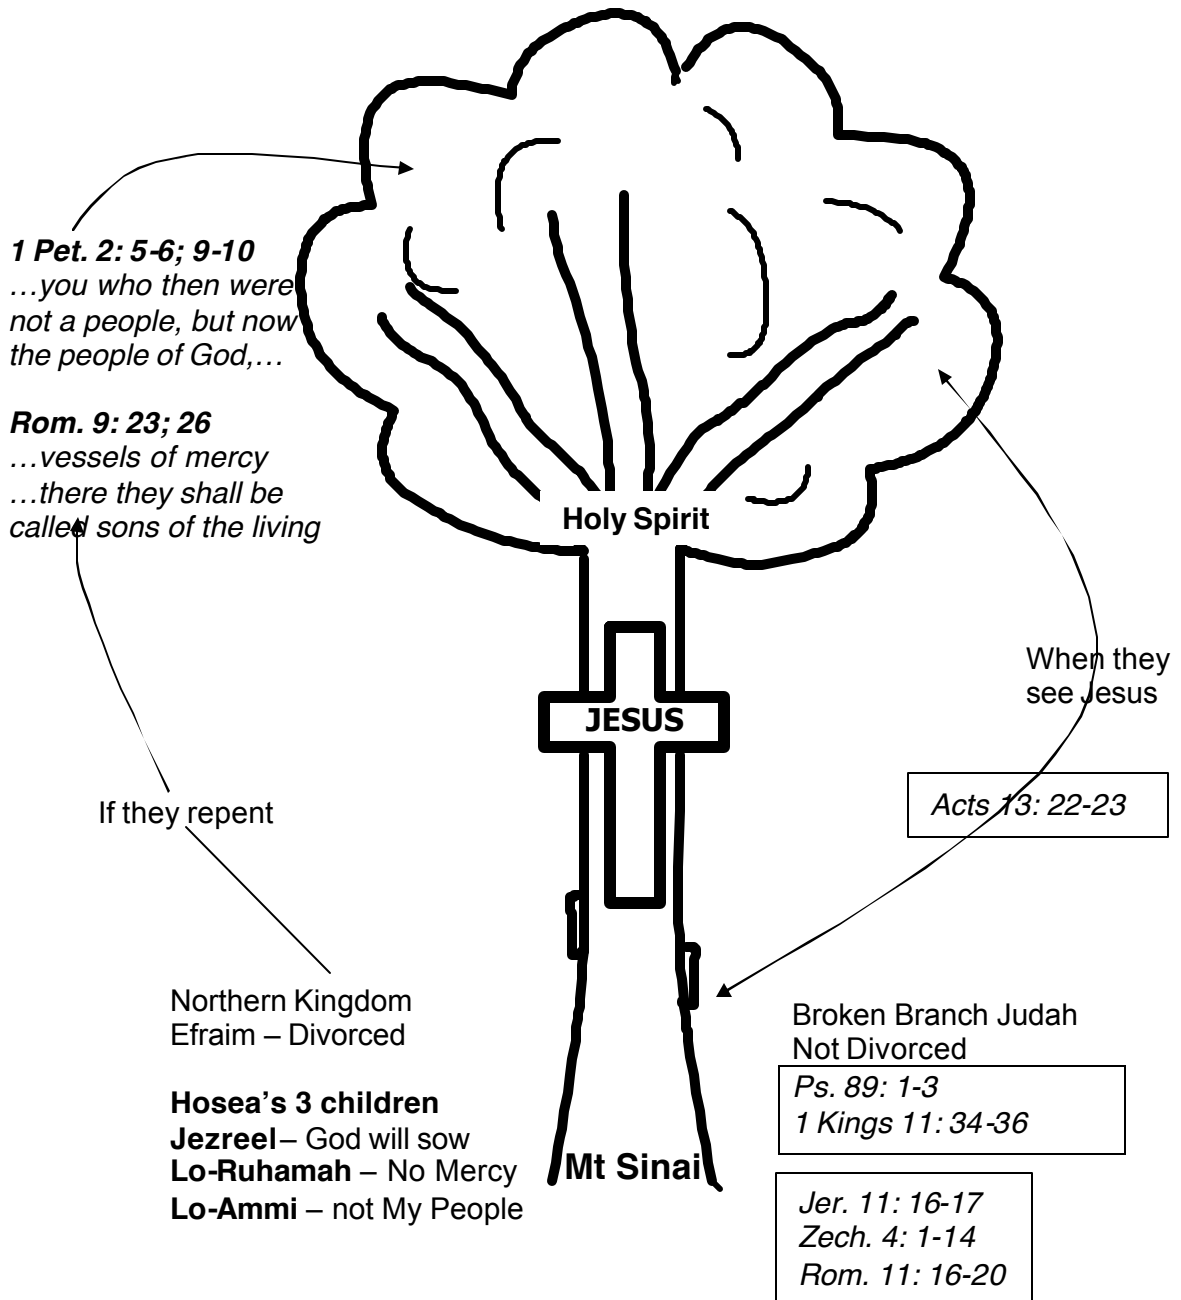 1 Pet. 2: 5-6; 9-10
…you who then were
not a people, but now
the people of God,…
Rom. 9: 23; 26
…vessels of mercy
…there they shall be
called sons of the living
Holy Spirit
JESUS
When they
see Jesus
Acts 13: 22-23
If they repent
Northern Kingdom
Efraim – Divorced
Hosea's 3 children
Jezreel – God will sow
Lo-Ruhamah – No Mercy
Lo-Ammi – not My People
Mt Sinai
Broken Branch Judah
Not Divorced
Ps. 89: 1-3
1 Kings 11: 34-36
Jer. 11: 16-17
Zech. 4: 1-14
Rom. 11: 16-20